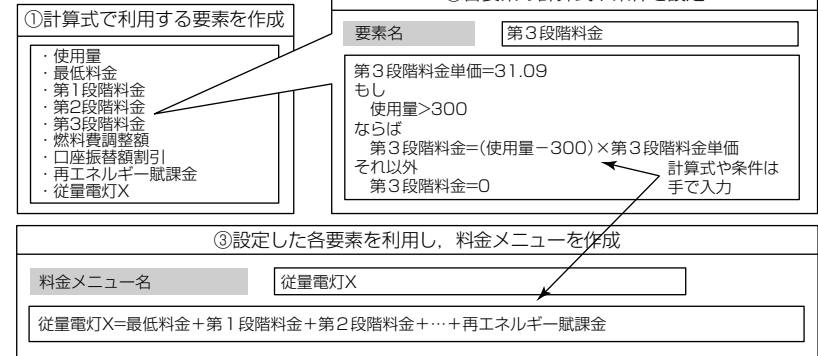 ①計算式で利用する要素を作成
・使用量
・最低料金
・第1段階料金
・第2段階料金
・第3段階料金
・燃料費調整額
・口座振替額割引
・再エネルギー賦課金
・従量電灯X
要素名
第３段階料金
第３段階料金単価=31.09
もし
使用量>300
ならば
第３段階料金=(使用量－300)×第３段階料金単価
それ以外
第３段階料金=0
計算式や条件は
手で入力
③設定した各要素を利用し，料金メニューを作成
料金メニュー名
従量電灯X
従量電灯X=最低料金＋第１段階料金＋第２段階料金＋…＋再エネルギー賦課金